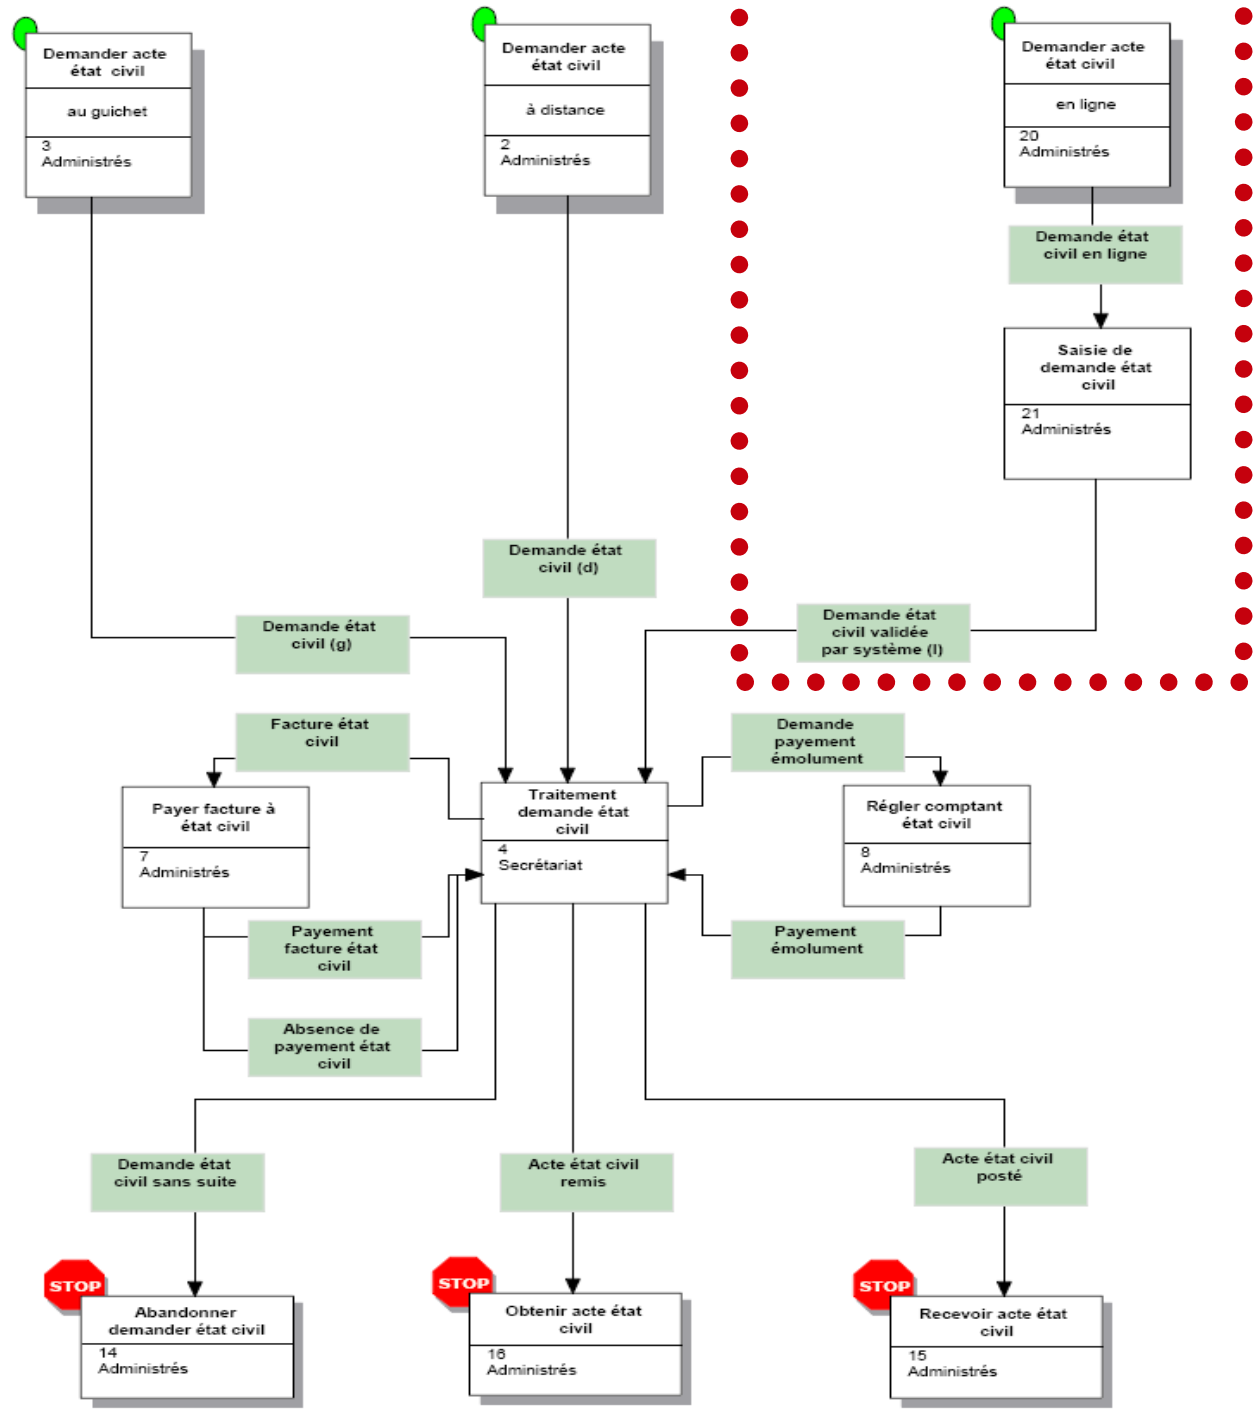 Demander acte
état civil
au guichet
3
Administrés
Demander acte
état civil
à distance
2
Administrés
Demander acte
état civil
en ligne
20
Administrés
Demande état
civil en ligne
Saisie de
demande état
civil
21
Administrés
Demande état
civil (d)
Demande état
civil (g)
Demande état
civil validée
par système (l)
Facture état
civil
Demande
payement
émolument
Payer facture à
état civil
7
Administrés
Traitement
demande état
civil
4
Secrétariat
Régler comptant
état civil
8
Administrés
Payement
facture état
civil
Payement
émolument
Absence de
payement état
civil
Demande état
civil sans suite
Acte état civil
remis
Acte état civil
posté
STOP
Abandonner
demander état civil
14
Administrés
STOP
Obtenir acte état
civil
16
Administrés
STOP
Recevoir acte état
civil
15
Administrés